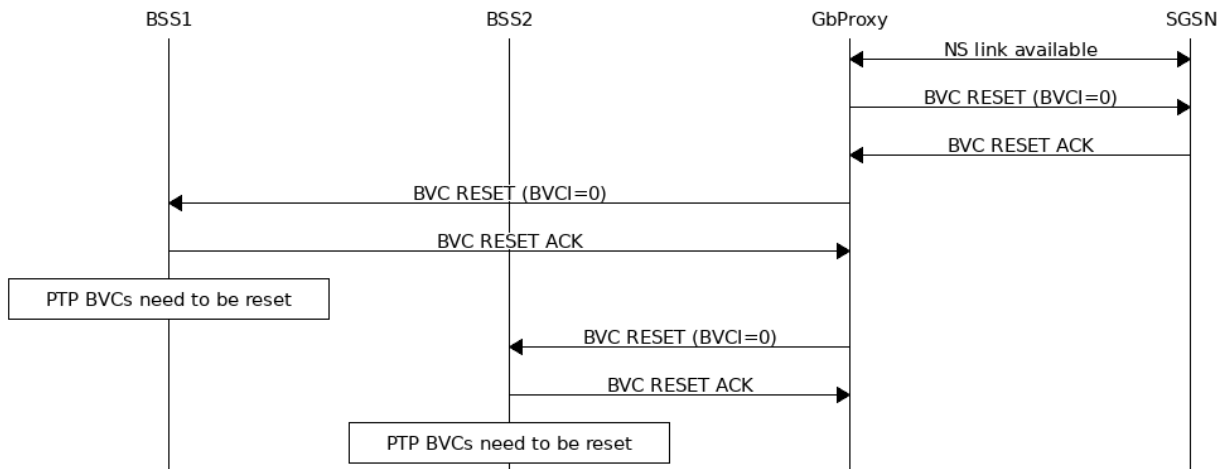 BSS1 BSS2 GbProxy SGSN
NS link available
BVC RESET (BVCI=0)
BVC RESET ACK
BVC RESET (BVCI=0)
BVC RESET ACK
PTP BVCs need to be reset
BVC RESET (BVCI=0)
BVC RESET ACK
PTP BVCs need to be reset